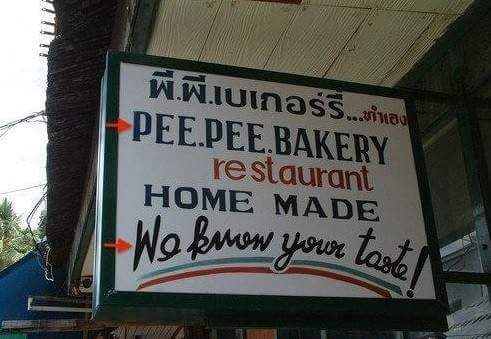 พี.พี.เบเกอร์รี่...ทำเอง
PEE.PEE.BAKERY
restaurant
HOME MADE
We know your taste!